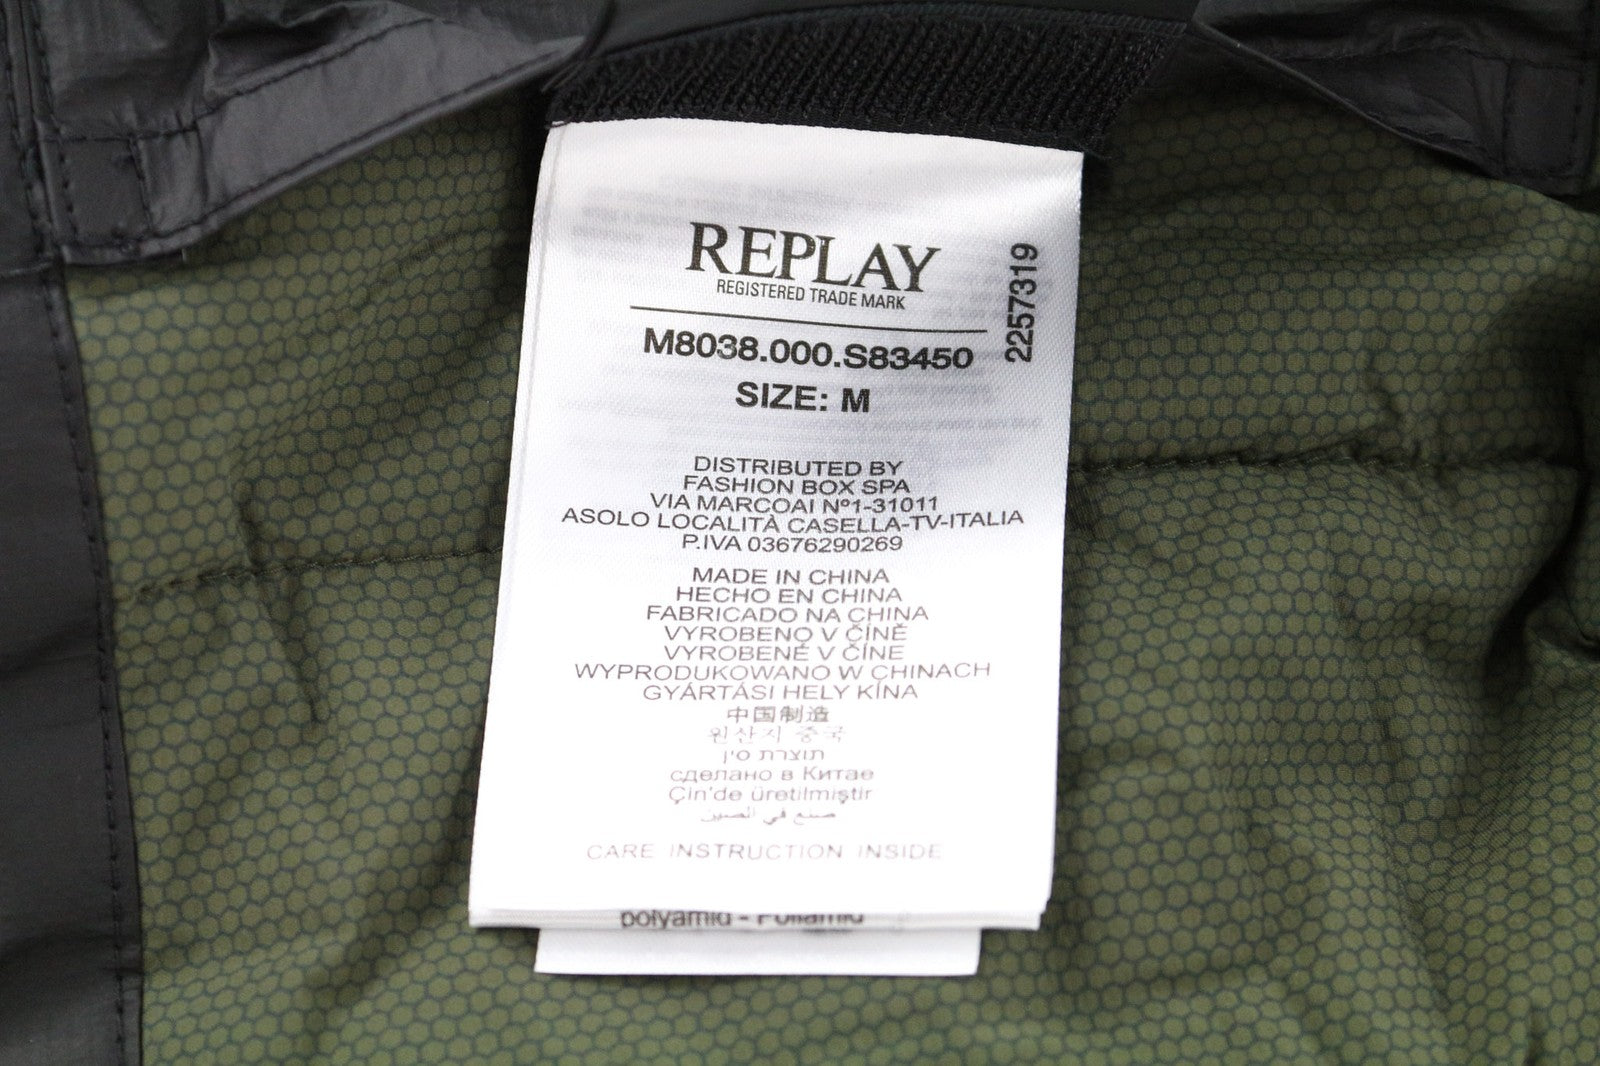 REPLAY
REGISTERED TRADE MARK
2257319
M8038.000.S83450
SIZE: M
DISTRIBUTED BY
FASHION BOX SPA
VIA MARCOAI Nº1-31011
ASOLO LOCALITÀ CASELLA-TV-ITALIA
P.IVA 03676290269
MADE IN CHINA
HECHO EN CHINA
FABRICADO NA CHINA
VYROBENO V ČÍNĚ
VYROBENÉ V ČÍNE
WYPRODUKOWANO W CHINACH
GYÁRTÁSI HELY KÍNA
中国制造
원산지 중국
תוצרת סין
сделано в Китае
Çin'de üretilmiştir
صنع في الصين
CARE INSTRUCTION INSIDE
polyamid - Poliamid